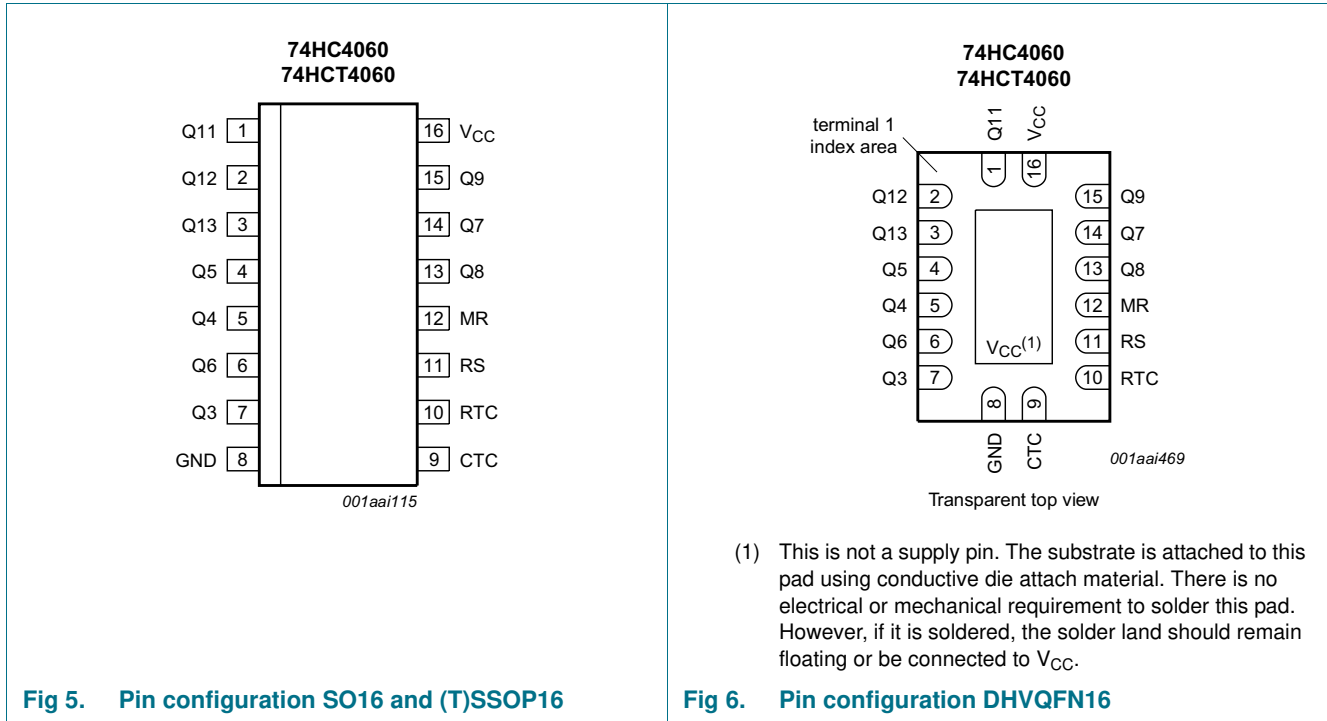 74HC4060
74HCT4060
Q11 1
16 VCC
Q12 2
15 Q9
Q13 3
14 Q7
Q5 4
13 Q8
Q4 5
12 MR
Q6 6
11 RS
Q3 7
10 RTC
GND 8
9 CTC
001aai115
Fig 5. Pin configuration SO16 and (T)SSOP16
74HC4060
74HCT4060
terminal 1
index area
Q11
VCC
1
16
Q12 2
15 Q9
Q13 3
14 Q7
Q5 4
13 Q8
Q4 5
12 MR
Q6 6
11 RS
VCC(1)
Q3 7
10 RTC
8
9
GND
CTC
001aai469
Transparent top view
(1) This is not a supply pin. The substrate is attached to this
pad using conductive die attach material. There is no
electrical or mechanical requirement to solder this pad.
However, if it is soldered, the solder land should remain
floating or be connected to VCC.
Fig 6. Pin configuration DHVQFN16